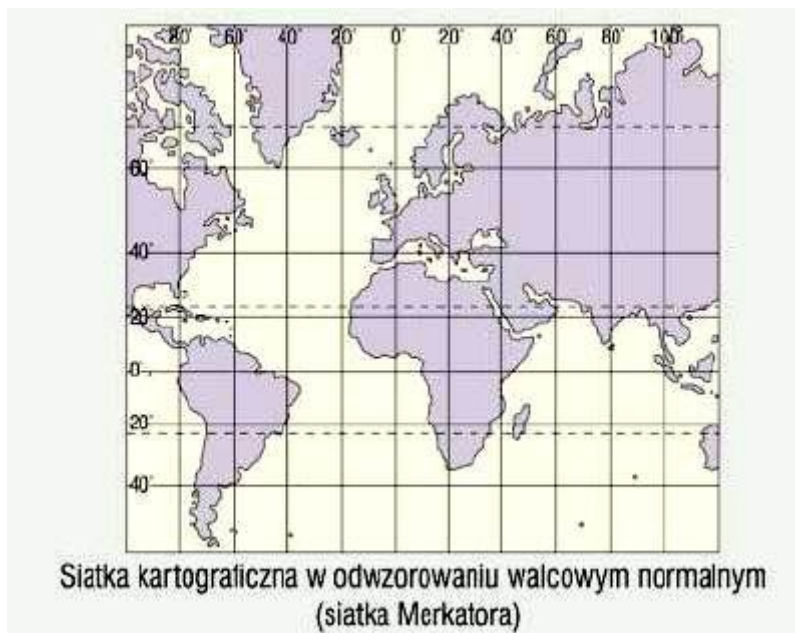 80° 60° 40° 20° 0° 20° 40° 60° 80° 100°
60°
40°
20°
0°
20°
40°
Siatka kartograficzna w odwzorowaniu walcowym normalnym
(siatka Merkatora)